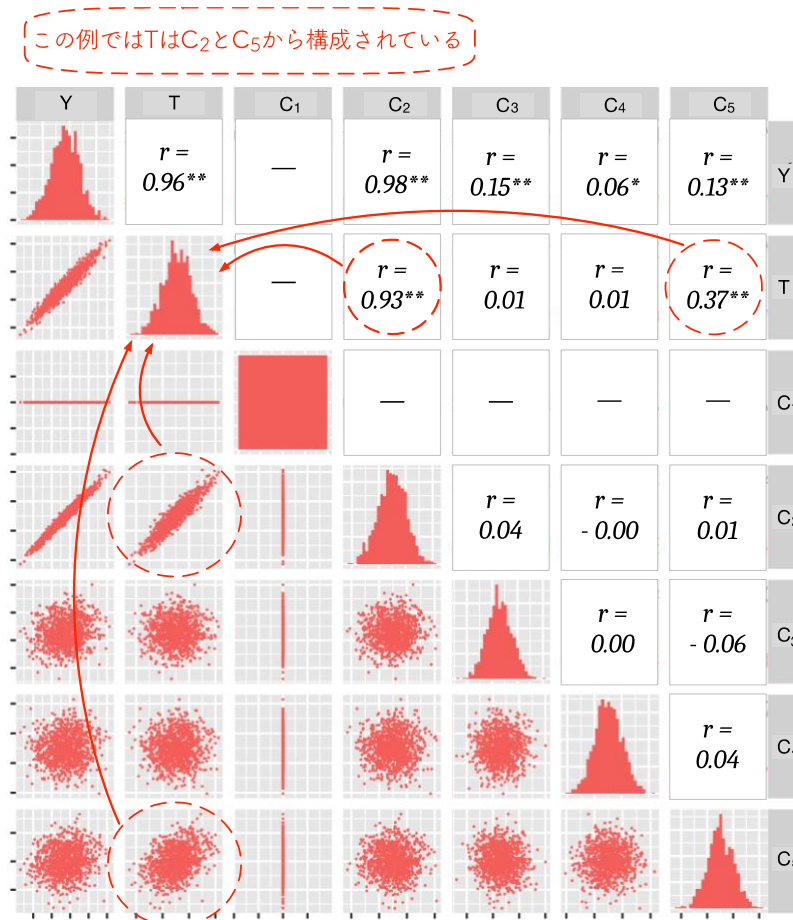 この例ではTはC₂とC₅から構成されている
Y T C₁ C₂ C₃ C₄ C₅
r = 0.96** — r = 0.98** r = 0.15** r = 0.06* r = 0.13** Y
— r = 0.93** r = 0.01 r = 0.01 r = 0.37** T
— — — — C
r = 0.04 r = - 0.00 r = 0.01 C
r = 0.00 r = - 0.06 C
r = 0.04 C
C